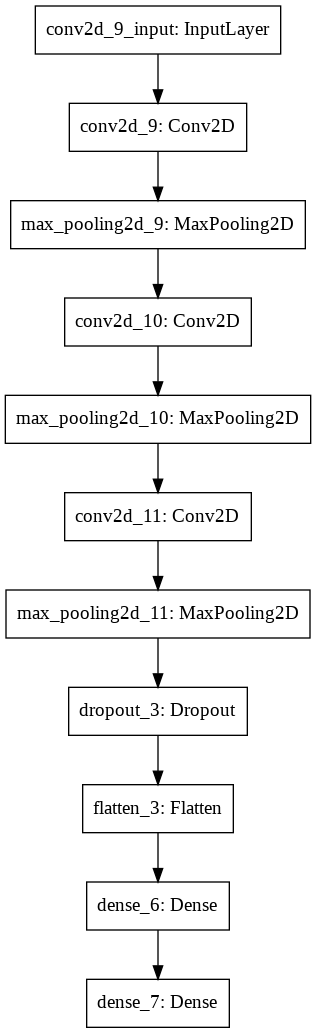 conv2d_9_input: InputLayer
conv2d_9: Conv2D
max_pooling2d_9: MaxPooling2D
conv2d_10: Conv2D
max_pooling2d_10: MaxPooling2D
conv2d_11: Conv2D
max_pooling2d_11: MaxPooling2D
dropout_3: Dropout
flatten_3: Flatten
dense_6: Dense
dense_7: Dense